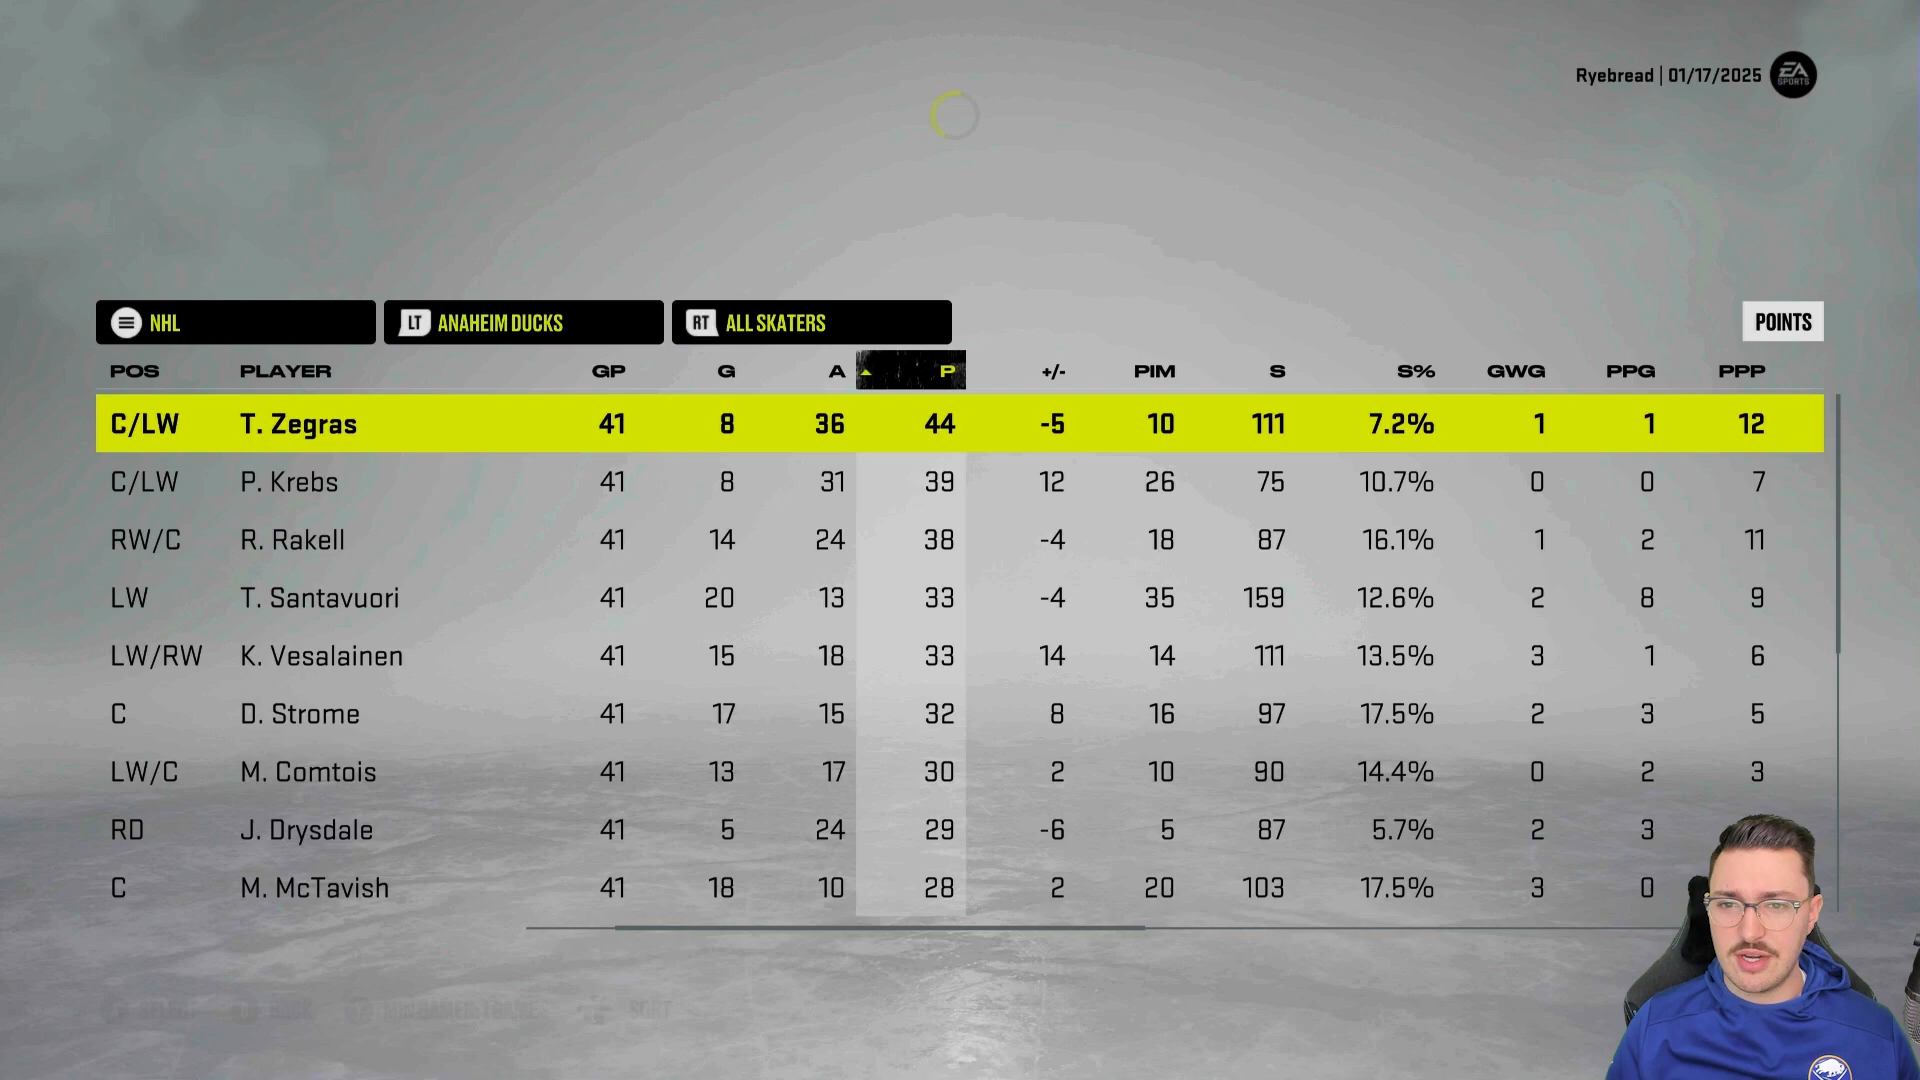 Ryebread | 01/17/2025 EA SPORTS
NHL LT ANAHEIM DUCKS RT ALL SKATERS POINTS
POS PLAYER GP G A P +/- PIM S S% GWG PPG PPP
C/LW T. Zegras 41 8 36 44 -5 10 111 7.2% 1 1 12
C/LW P. Krebs 41 8 31 39 12 26 75 10.7% 0 0 7
RW/C R. Rakell 41 14 24 38 -4 18 87 16.1% 1 2 11
LW T. Santavuori 41 20 13 33 -4 35 159 12.6% 2 8 9
LW/RW K. Vesalainen 41 15 18 33 14 14 111 13.5% 3 1 6
C D. Strome 41 17 15 32 8 16 97 17.5% 2 3 5
LW/C M. Comtois 41 13 17 30 2 10 90 14.4% 0 2 3
RD J. Drysdale 41 5 24 29 -6 5 87 5.7% 2 3
C M. McTavish 41 18 10 28 2 20 103 17.5% 3 0
SORT